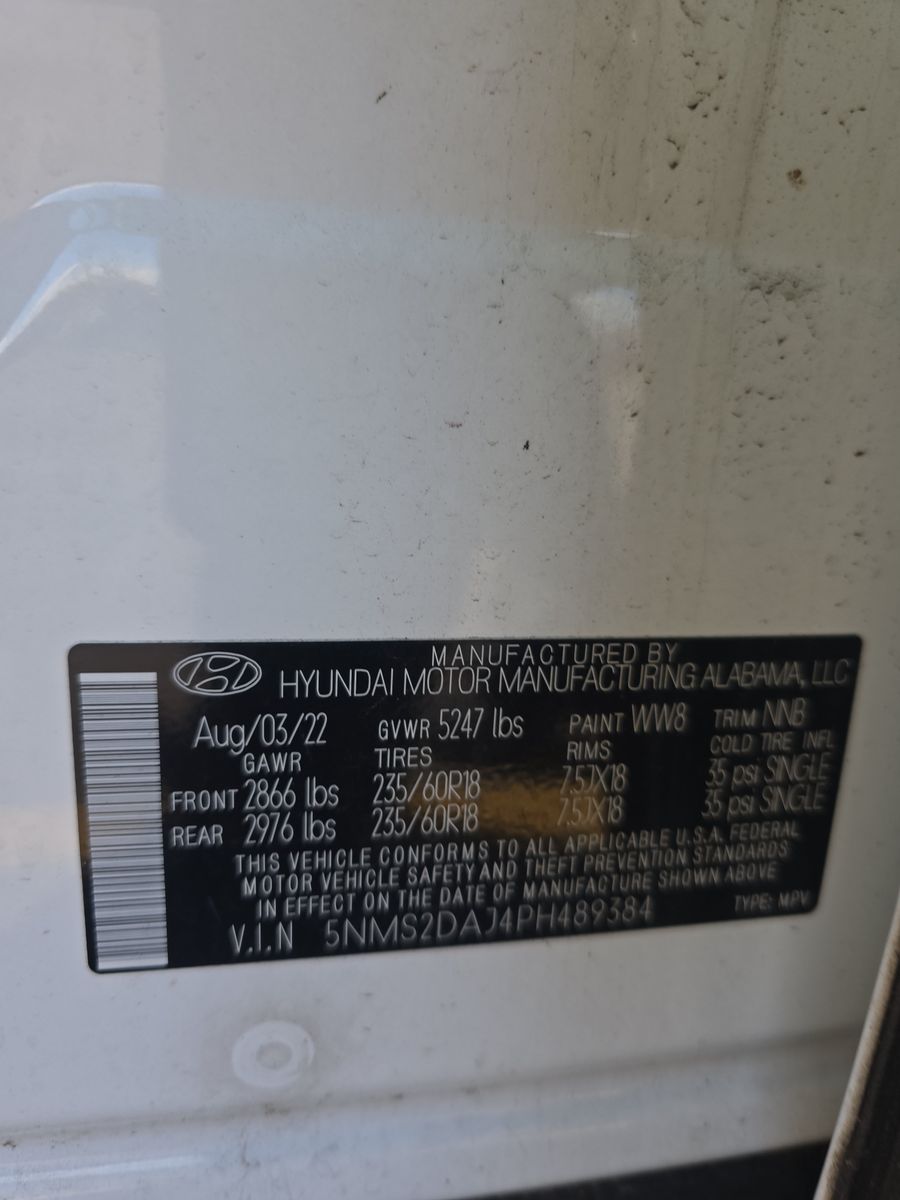 MANUFACTURED BY
HYUNDAI MOTOR MANUFACTURING ALABAMA, LLC
Aug/03/22 GVWR 5247 lbs PAINT WW8 TRIM NNB
GAWR TIRES RIMS COLD TIRE INFL
FRONT 2866 lbs 235/60R18 7.5JX18 35 psi SINGLE
REAR 2976 lbs 235/60R18 7.5JX18 35 psi SINGLE
THIS VEHICLE CONFORMS TO ALL APPLICABLE U.S.A. FEDERAL
MOTOR VEHICLE SAFETY AND THEFT PREVENTION STANDARDS
IN EFFECT ON THE DATE OF MANUFACTURE SHOWN ABOVE
V.I.N 5NMS2DAJ4PH489384 TYPE: MPV